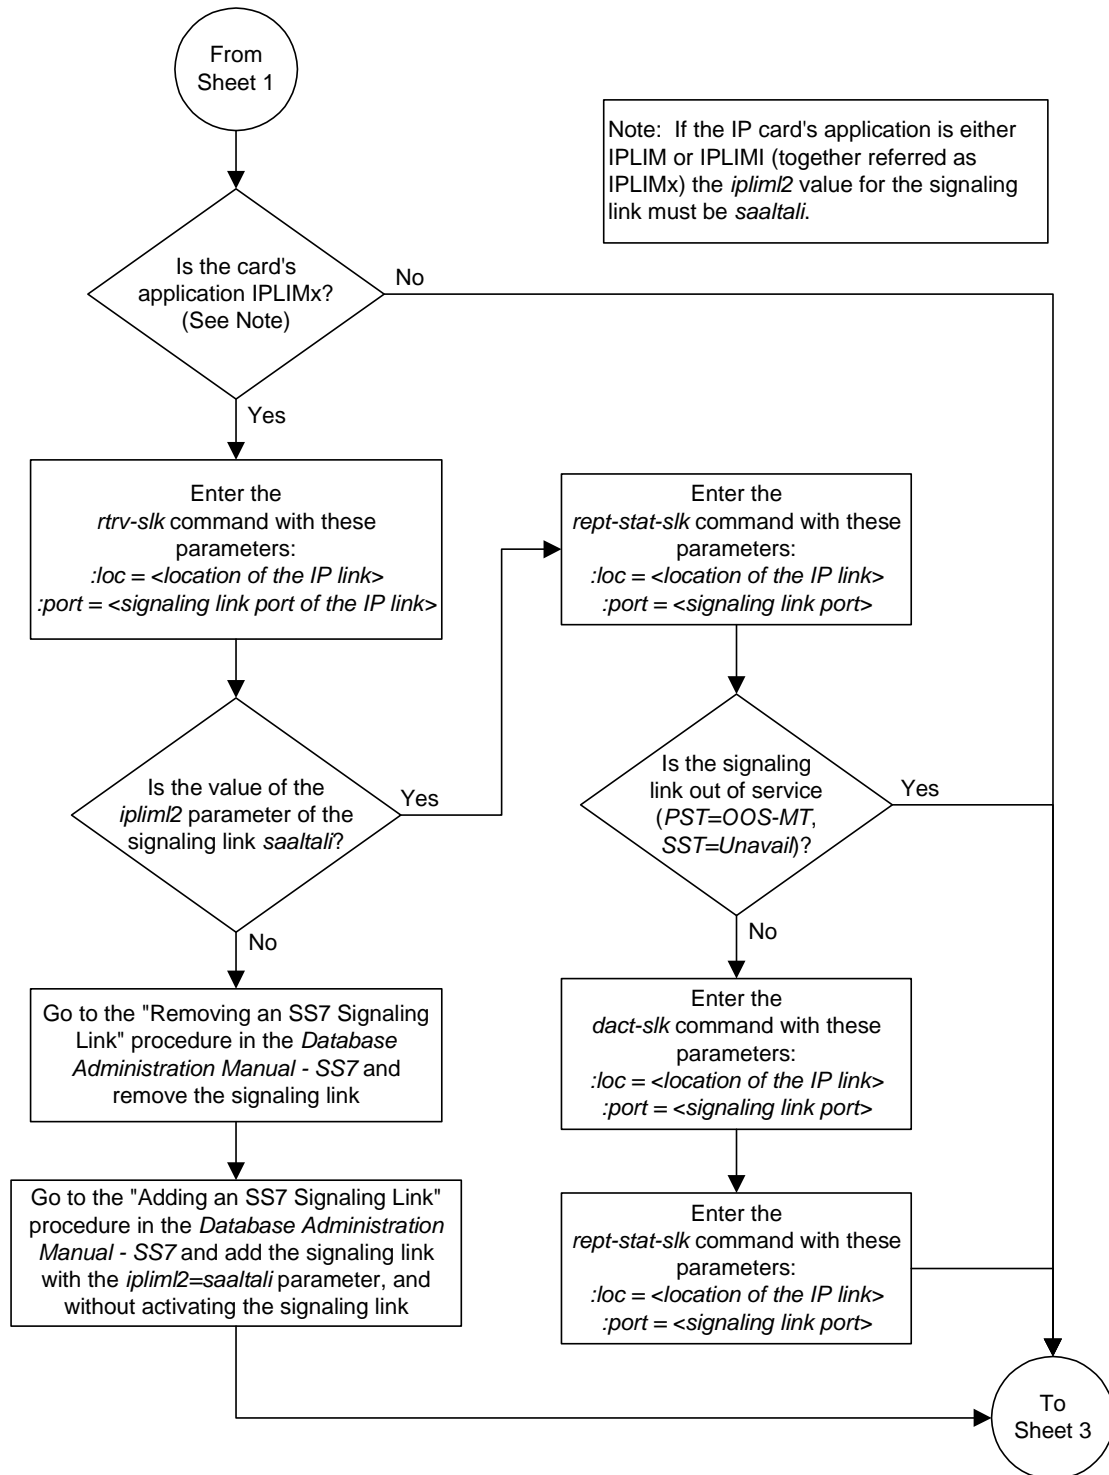 From
Sheet 1
Note:  If the IP card's application is either
IPLIM or IPLIMI (together referred as
IPLIMx) the ipliml2 value for the signaling
link must be saaltali.
Is the card's
application IPLIMx?
(See Note)
No
Yes
Enter the
rtrv-slk command with these
parameters:
:loc = <location of the IP link>
:port = <signaling link port of the IP link>
Is the value of the
ipliml2 parameter of the
signaling link saaltali?
Yes
No
Go to the "Removing an SS7 Signaling
Link" procedure in the Database
Administration Manual - SS7 and
remove the signaling link
Go to the "Adding an SS7 Signaling Link"
procedure in the Database Administration
Manual - SS7 and add the signaling link
with the ipliml2=saaltali parameter, and
without activating the signaling link
Enter the
rept-stat-slk command with these
parameters:
:loc = <location of the IP link>
:port = <signaling link port>
Is the signaling
link out of service
(PST=OOS-MT,
SST=Unavail)?
Yes
No
Enter the
dact-slk command with these
parameters:
:loc = <location of the IP link>
:port = <signaling link port>
Enter the
rept-stat-slk command with these
parameters:
:loc = <location of the IP link>
:port = <signaling link port>
To
Sheet 3